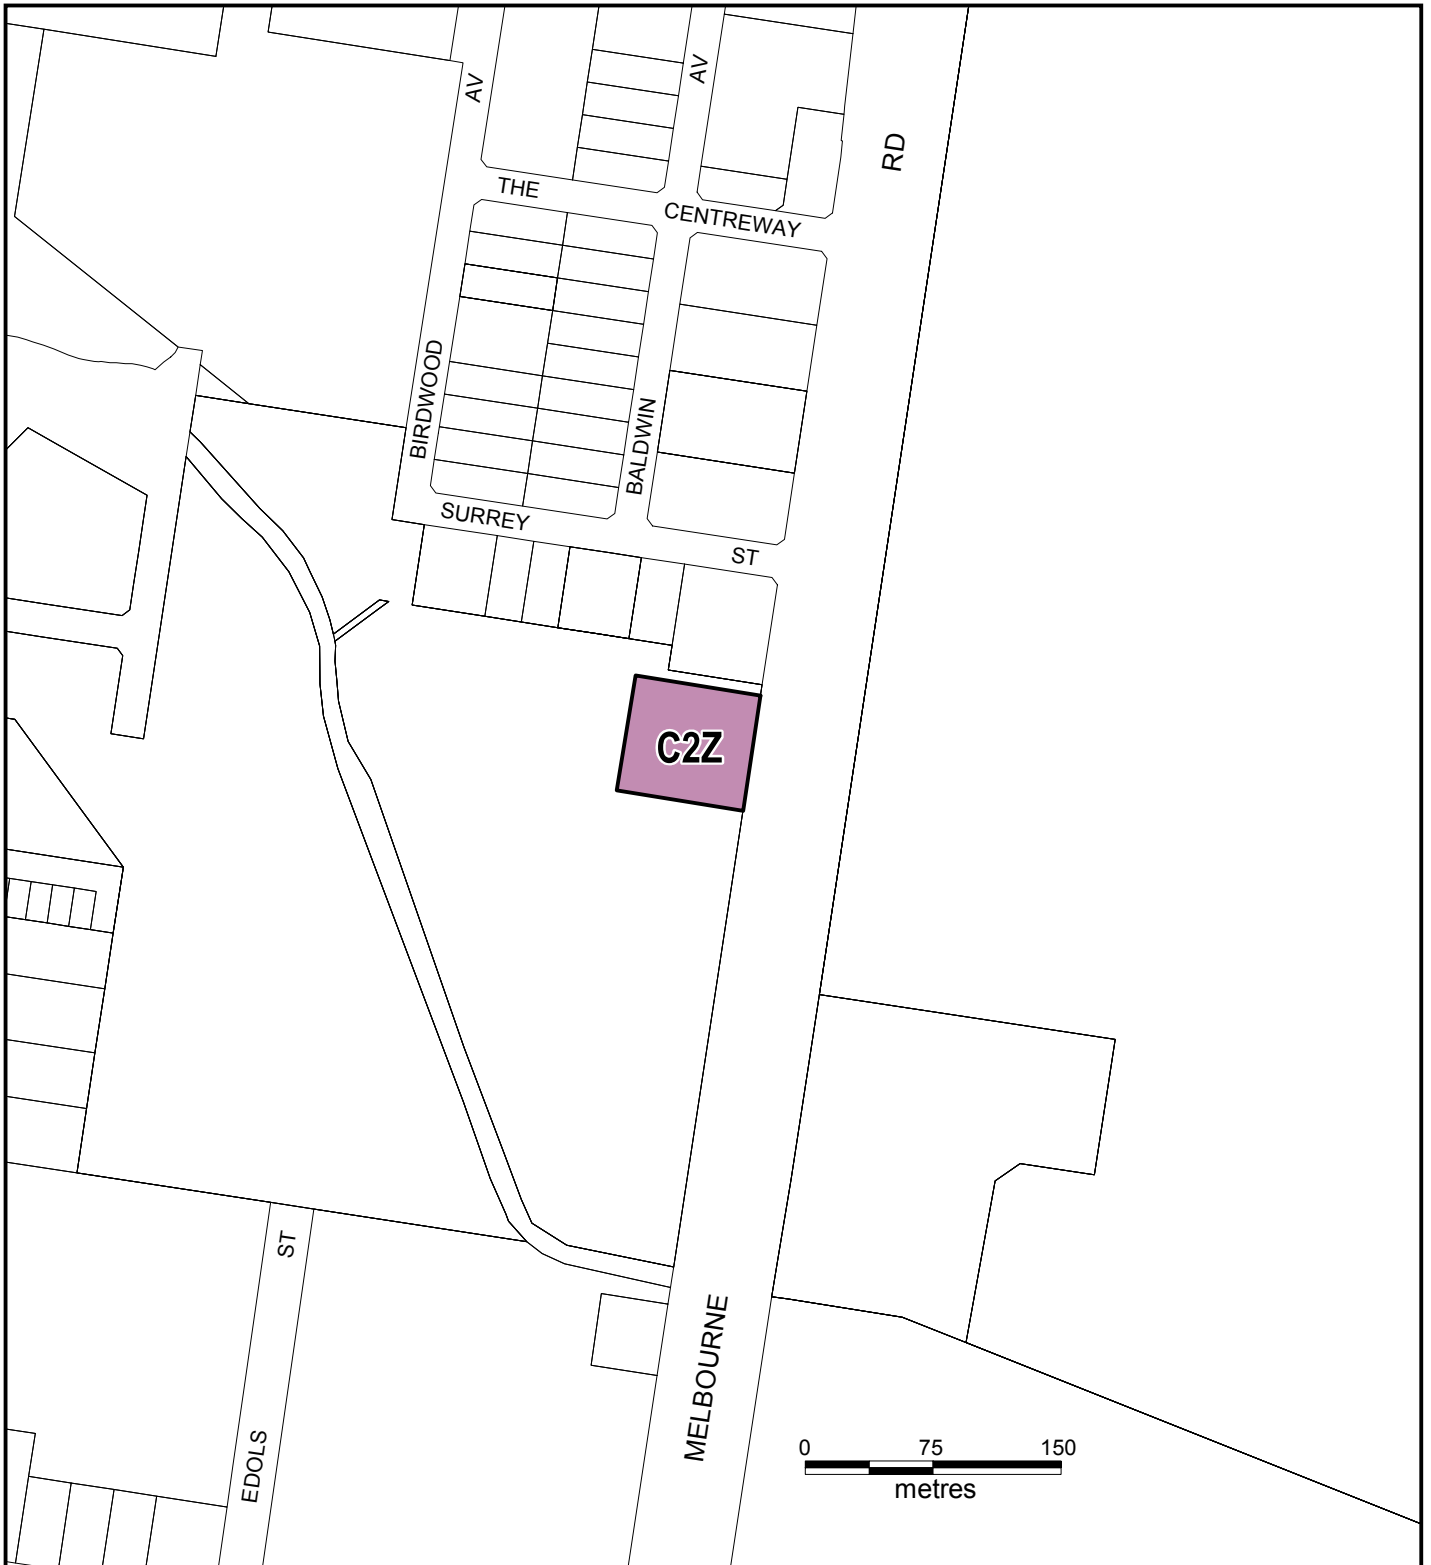 AV
AV
RD
THE
CENTREWAY
BIRDWOOD
BALDWIN
SURREY
ST
C2Z
ST
MELBOURNE
EDOLS
0 75 150
metres